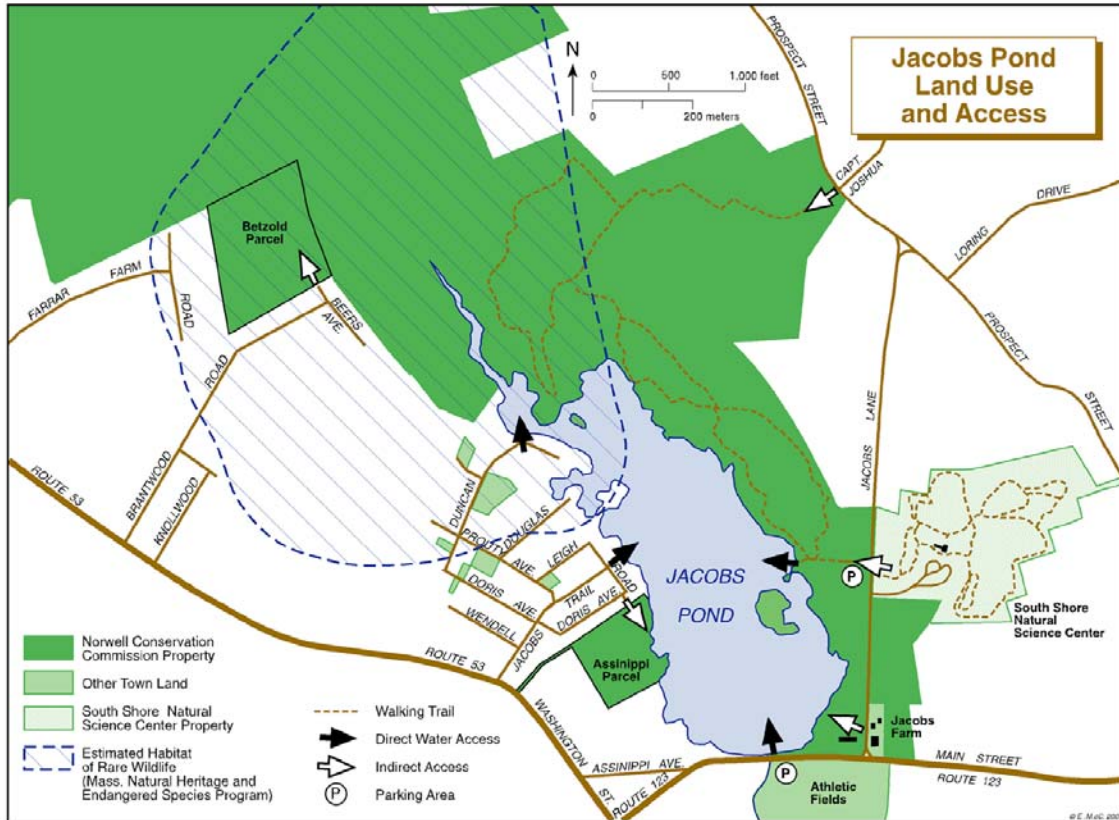 Jacobs Pond
Land Use
and Access
N
0 500 1,000 feet
0 200 meters
PROSPECT
STREET
CAPT.
JOSHUA
LORING
DRIVE
PROSPECT
STREET
JACOBS
LANE
Betzold
Parcel
FARRAR
FARM
ROAD
BEERS
AVE.
ROAD
BRANTWOOD
KNOLLWOOD
ROUTE 53
DUNCAN
DOUGLAS
PROUTY
AVE.
LEIGH
ROAD
DORIS
AVE.
TRAIL
DORIS AVE.
WENDELL
JACOBS
ROUTE 53
JACOBS
POND
P
South Shore
Natural
Science Center
Assinippi
Parcel
Jacobs
Farm
WASHINGTON
ST.
ASSINIPPI AVE.
ROUTE 123
P
Athletic
Fields
MAIN STREET
ROUTE 123
Norwell Conservation
Commission Property
Other Town Land
South Shore Natural
Science Center Property
Estimated Habitat
of Rare Wildlife
(Mass. Natural Heritage and
Endangered Species Program)
Walking Trail
Direct Water Access
Indirect Access
P Parking Area